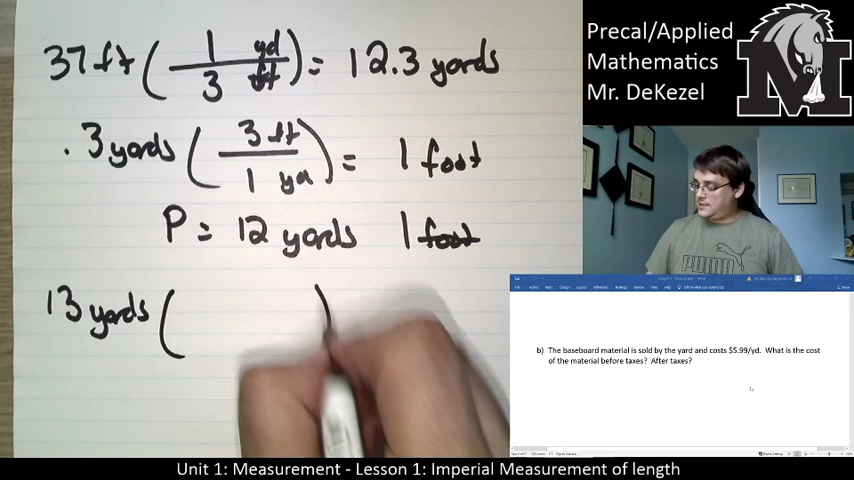 37 ft ( 1 yd / 3 ft ) = 12.3 yards
.3 yards ( 3 ft / 1 yd ) = 1 foot
P = 12 yards 1 foot
13 yards (        )
Precal/Applied
Mathematics
Mr. DeKezel
M
PUMA
b) The baseboard material is sold by the yard and costs $5.99/yd. What is the cost
of the material before taxes? After taxes?
Unit 1: Measurement - Lesson 1: Imperial Measurement of length